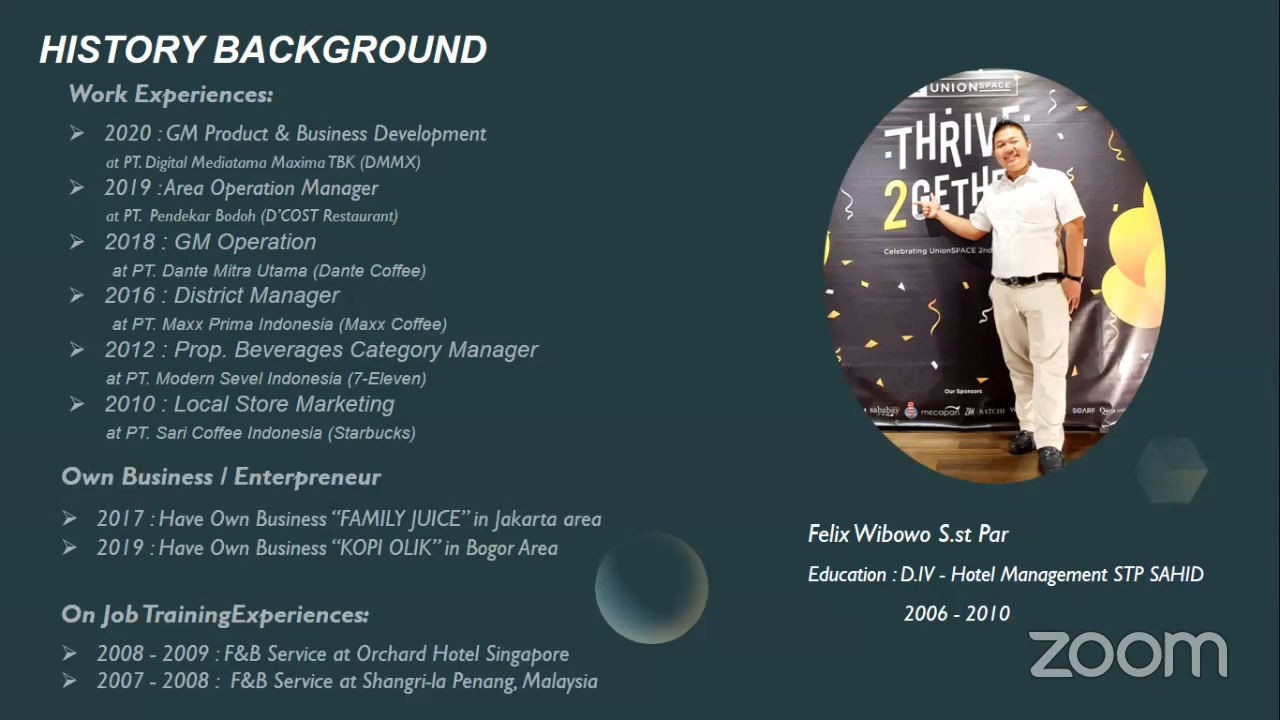 HISTORY BACKGROUND
Work Experiences:
2020 : GM Product & Business Development
at PT. Digital Mediatama Maxima TBK (DMMX)
2019 : Area Operation Manager
at PT. Pendekar Bodoh (D'COST Restaurant)
2018 : GM Operation
at PT. Dante Mitra Utama (Dante Coffee)
2016 : District Manager
at PT. Maxx Prima Indonesia (Maxx Coffee)
2012 : Prop. Beverages Category Manager
at PT. Modern Sevel Indonesia (7-Eleven)
2010 : Local Store Marketing
at PT. Sari Coffee Indonesia (Starbucks)
Own Business / Enterpreneur
2017 : Have Own Business “FAMILY JUICE” in Jakarta area
2019 : Have Own Business “KOPI OLIK” in Bogor Area
On Job TrainingExperiences:
2008 - 2009 : F&B Service at Orchard Hotel Singapore
2007 - 2008 : F&B Service at Shangri-la Penang, Malaysia
UNIONSPACE
THRIVE
2GETHE
Celebrating UnionSPACE 2nd
Our Sponsors
sababay mecapan SATCHI
Felix Wibowo S.st Par
Education : D.IV - Hotel Management STP SAHID
2006 - 2010
zoom